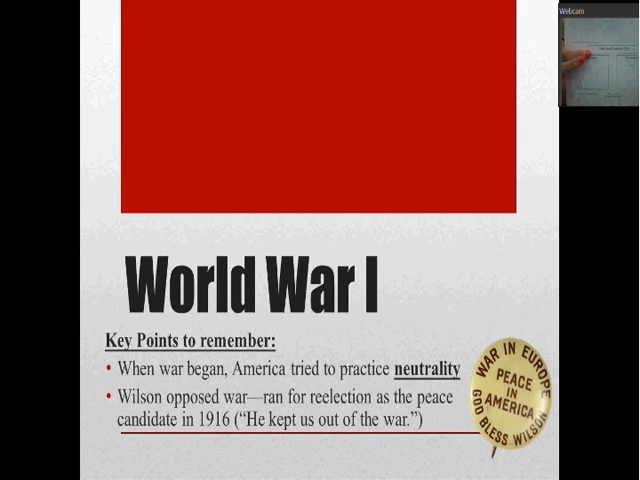 Webcam
World War I
Key Points to remember:
• When war began, America tried to practice neutrality
• Wilson opposed war—ran for reelection as the peace
candidate in 1916 (“He kept us out of the war.”)
WAR IN EUROPE
PEACE
IN
AMERICA
GOD BLESS WILSON